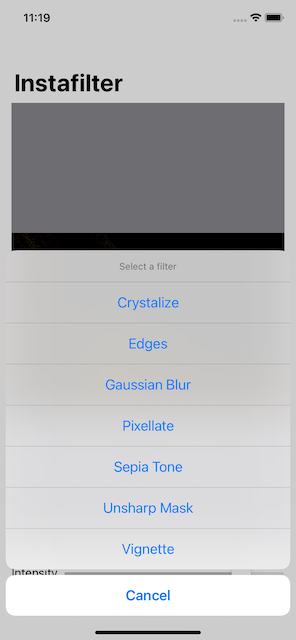 11:19
Instafilter
Select a filter
Crystalize
Edges
Gaussian Blur
Pixellate
Sepia Tone
Unsharp Mask
Vignette
Intensity
Cancel